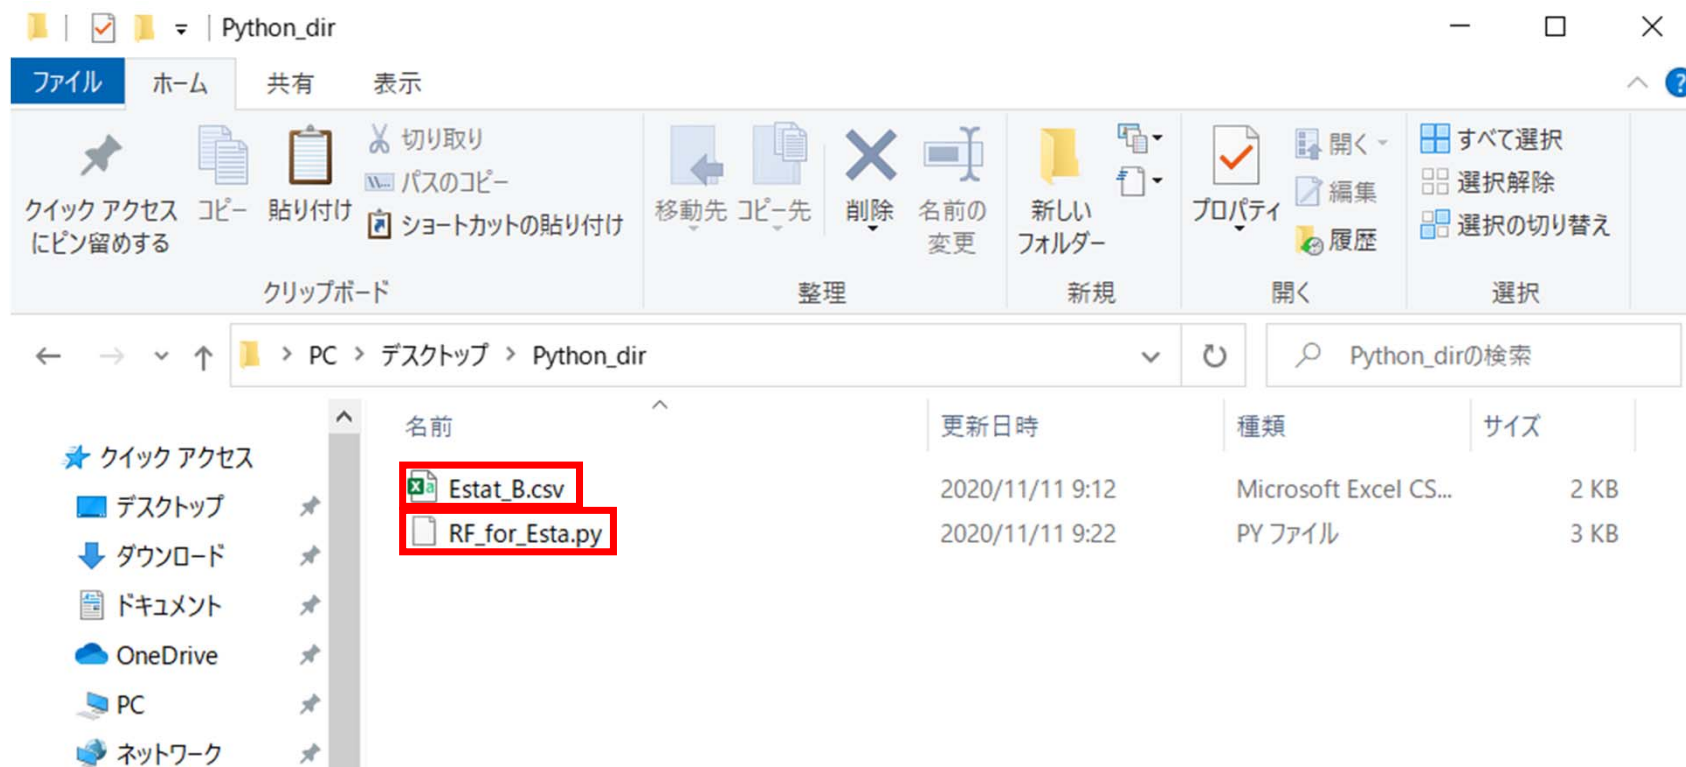 Python_dir
ファイル ホーム 共有 表示
クイック アクセス
にピン留めする
コピー
貼り付け
切り取り
パスのコピー
ショートカットの貼り付け
クリップボード
移動先
コピー先
削除
名前の
変更
整理
新しい
フォルダー
新規
プロパティ
開く
編集
履歴
開く
すべて選択
選択解除
選択の切り替え
選択
PC デスクトップ Python_dir
Python_dirの検索
名前 更新日時 種類 サイズ
Estat_B.csv 2020/11/11 9:12 Microsoft Excel CS... 2 KB
RF_for_Esta.py 2020/11/11 9:22 PY ファイル 3 KB
クイック アクセス
デスクトップ
ダウンロード
ドキュメント
OneDrive
PC
ネットワーク